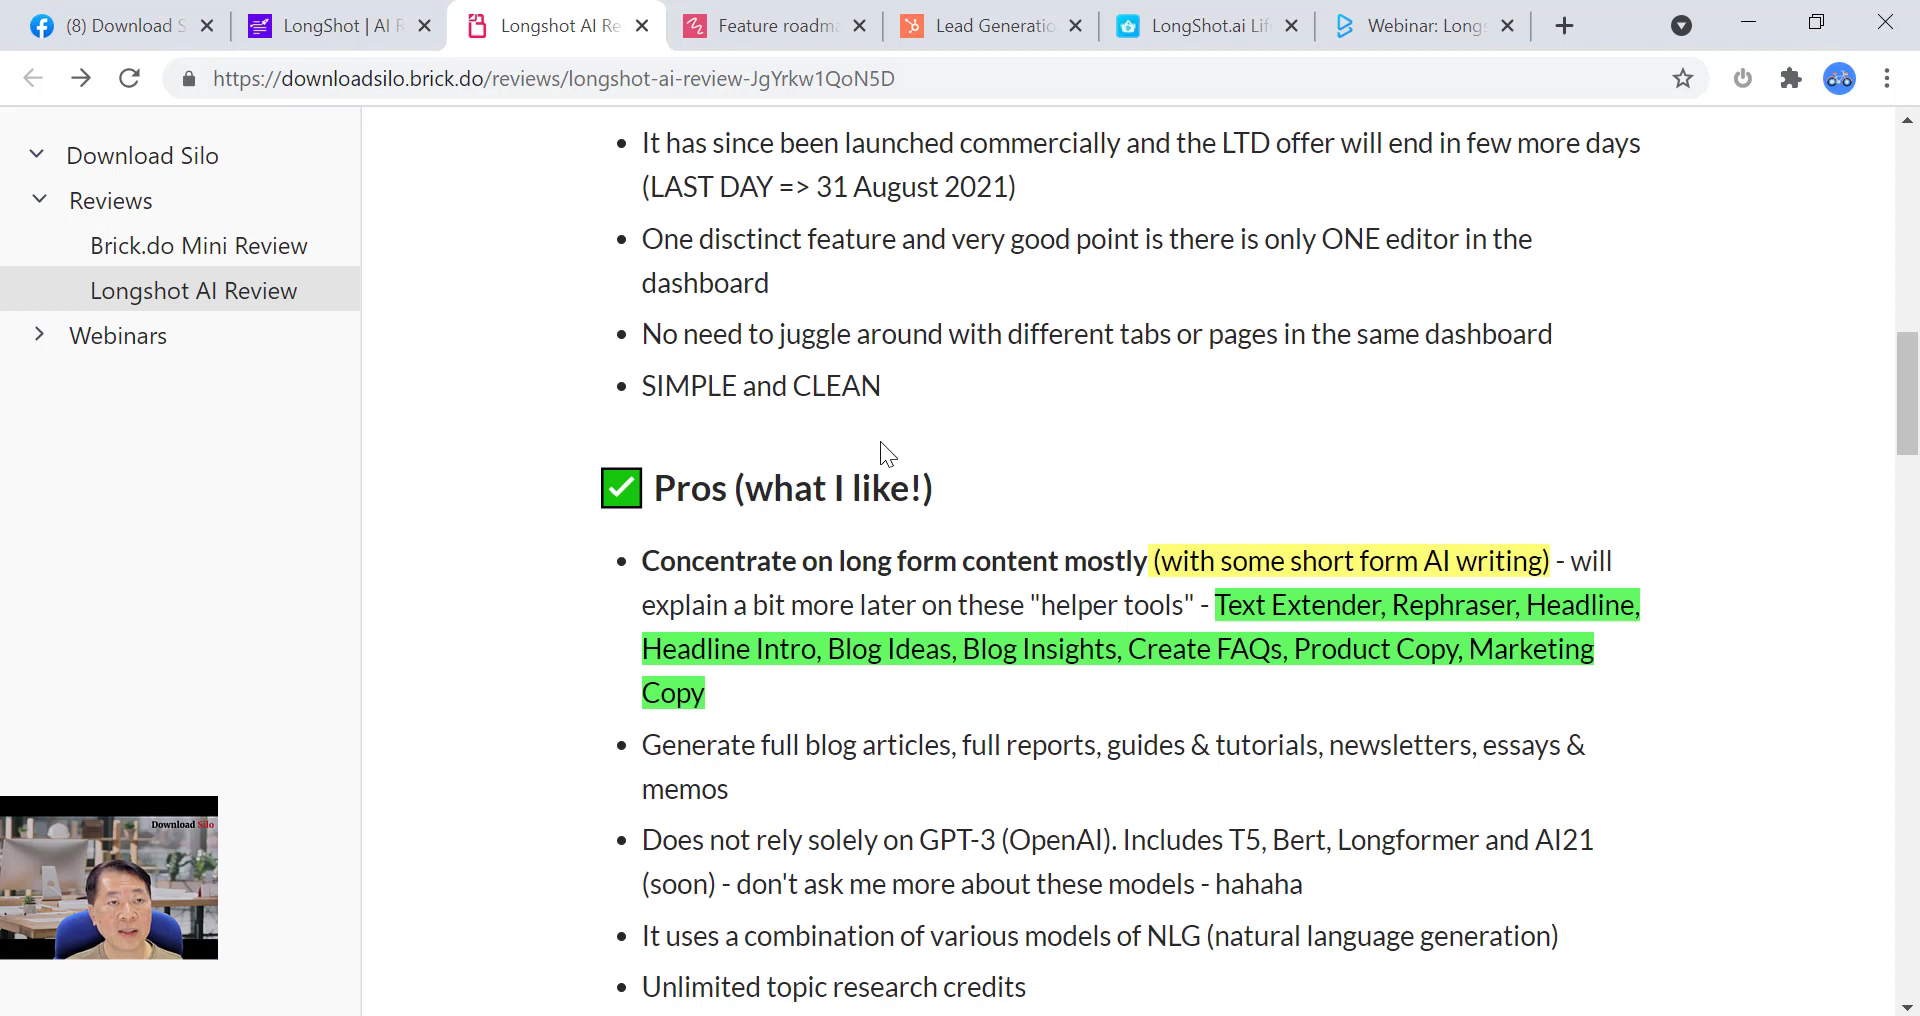 (8) Download S
LongShot | AI R
Longshot AI Re
Feature roadma
Lead Generatio
LongShot.ai Lif
Webinar: Longs
https://downloadsilo.brick.do/reviews/longshot-ai-review-JgYrkw1QoN5D
Download Silo
Reviews
Brick.do Mini Review
Longshot AI Review
Webinars
• It has since been launched commercially and the LTD offer will end in few more days
(LAST DAY => 31 August 2021)
• One disctinct feature and very good point is there is only ONE editor in the
dashboard
• No need to juggle around with different tabs or pages in the same dashboard
• SIMPLE and CLEAN
✅ Pros (what I like!)
• Concentrate on long form content mostly (with some short form AI writing) - will
explain a bit more later on these "helper tools" - Text Extender, Rephraser, Headline,
Headline Intro, Blog Ideas, Blog Insights, Create FAQs, Product Copy, Marketing
Copy
• Generate full blog articles, full reports, guides & tutorials, newsletters, essays &
memos
• Does not rely solely on GPT-3 (OpenAI). Includes T5, Bert, Longformer and AI21
(soon) - don't ask me more about these models - hahaha
• It uses a combination of various models of NLG (natural language generation)
• Unlimited topic research credits
Download Silo